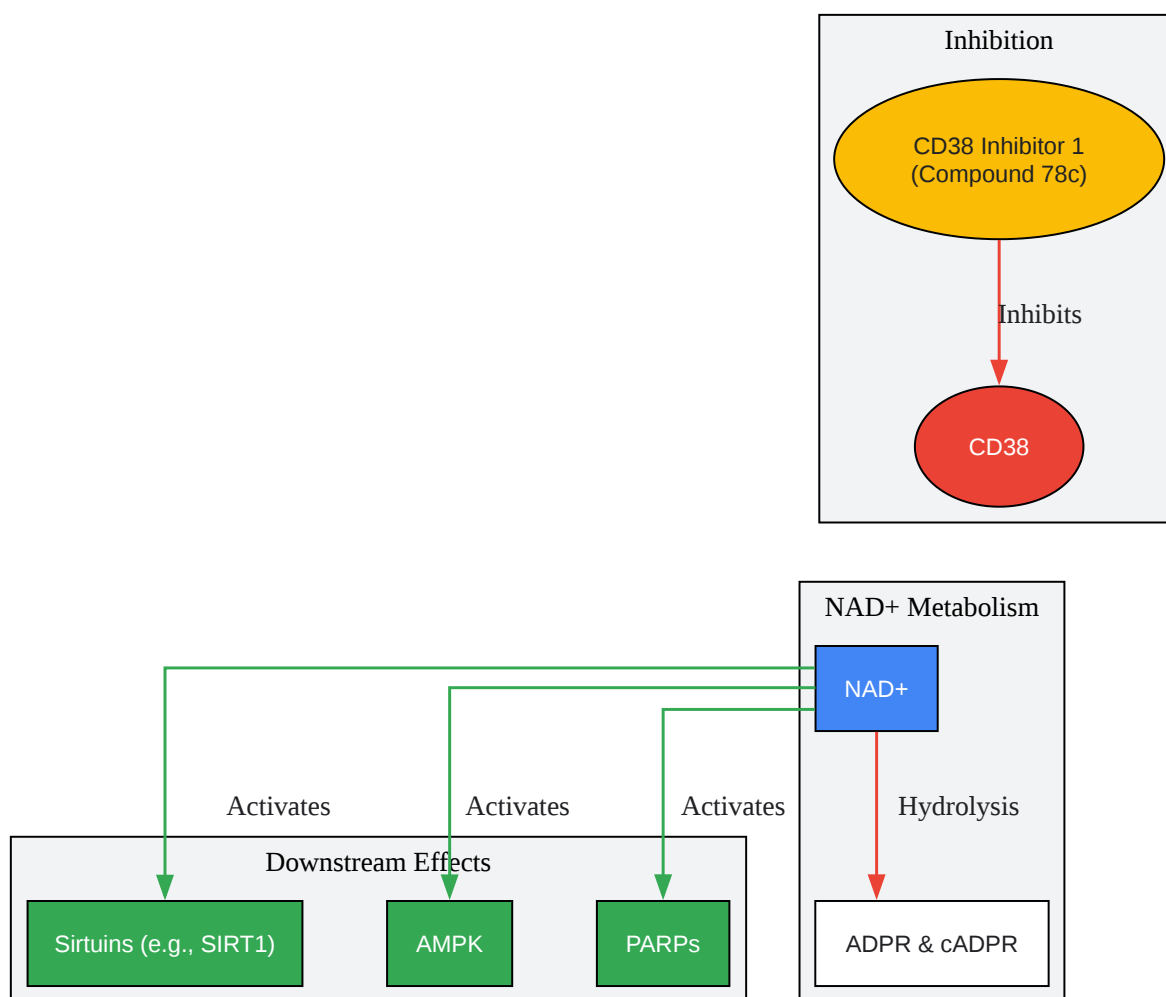 Inhibition
CD38 Inhibitor 1
(Compound 78c)
Inhibits
CD38
NAD+ Metabolism
NAD+
Activates
Activates
Activates
Hydrolysis
Downstream Effects
Sirtuins (e.g., SIRT1)
AMPK
PARPs
ADPR & cADPR